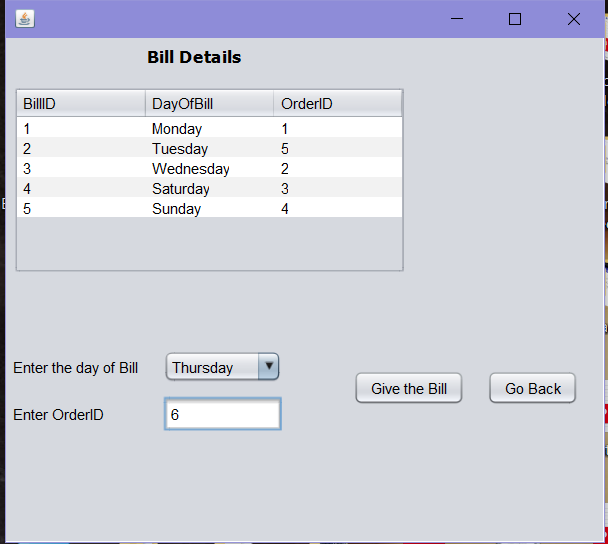 Bill Details
BillID DayOfBill OrderID
1 Monday 1
2 Tuesday 5
3 Wednesday 2
4 Saturday 3
5 Sunday 4
Enter the day of Bill Thursday
Give the Bill Go Back
Enter OrderID 6